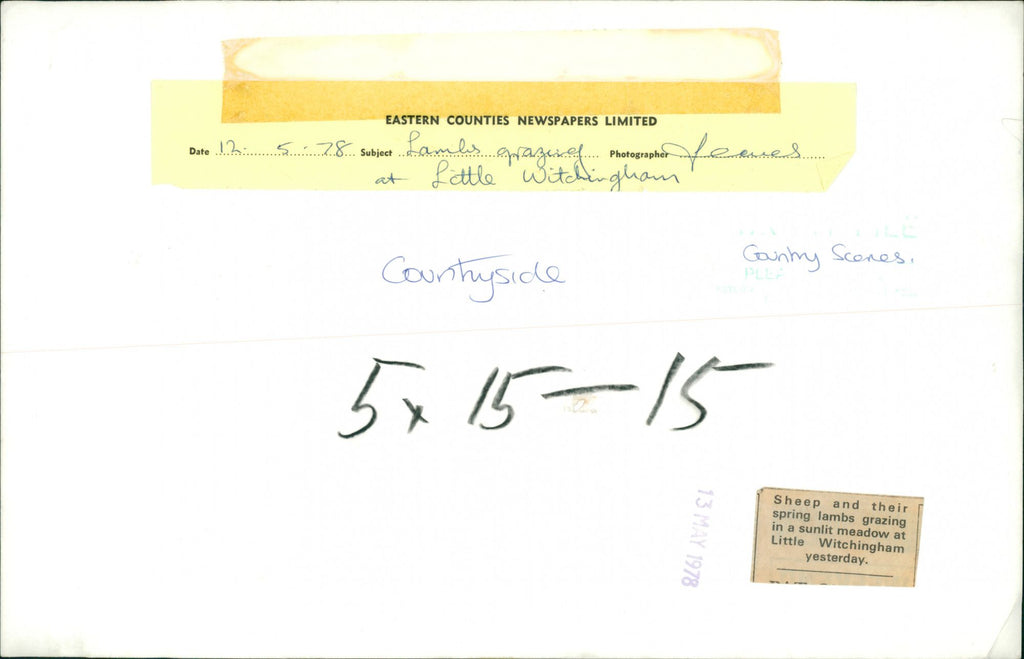 EASTERN COUNTIES NEWSPAPERS LIMITED
Date 12. 5. 78 Subject Lambs grazing Photographer
at Little Witchingham
Country Scenes.
Countryside
5 x 15 — 15
13 MAY 1978
Sheep and their
spring lambs grazing
in a sunlit meadow at
Little Witchingham
yesterday.